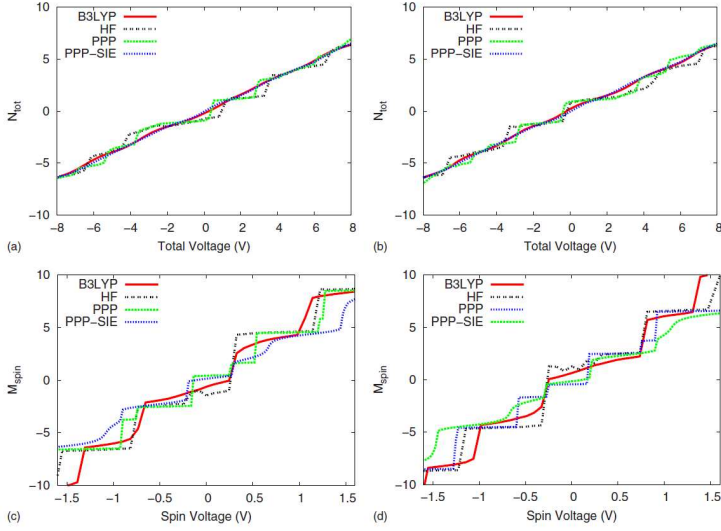 10
5
0
-5
-10
N_tot
B3LYP
HF
PPP
PPP-SIE
-8 -6 -4 -2 0 2 4 6 8
(a)
Total Voltage (V)
10
5
0
-5
-10
N_tot
B3LYP
HF
PPP
PPP-SIE
-8 -6 -4 -2 0 2 4 6 8
(b)
Total Voltage (V)
10
5
0
-5
-10
M_spin
B3LYP
HF
PPP
PPP-SIE
-1.5 -1 -0.5 0 0.5 1 1.5
(c)
Spin Voltage (V)
10
5
0
-5
-10
M_spin
B3LYP
HF
PPP
PPP-SIE
-1.5 -1 -0.5 0 0.5 1 1.5
(d)
Spin Voltage (V)